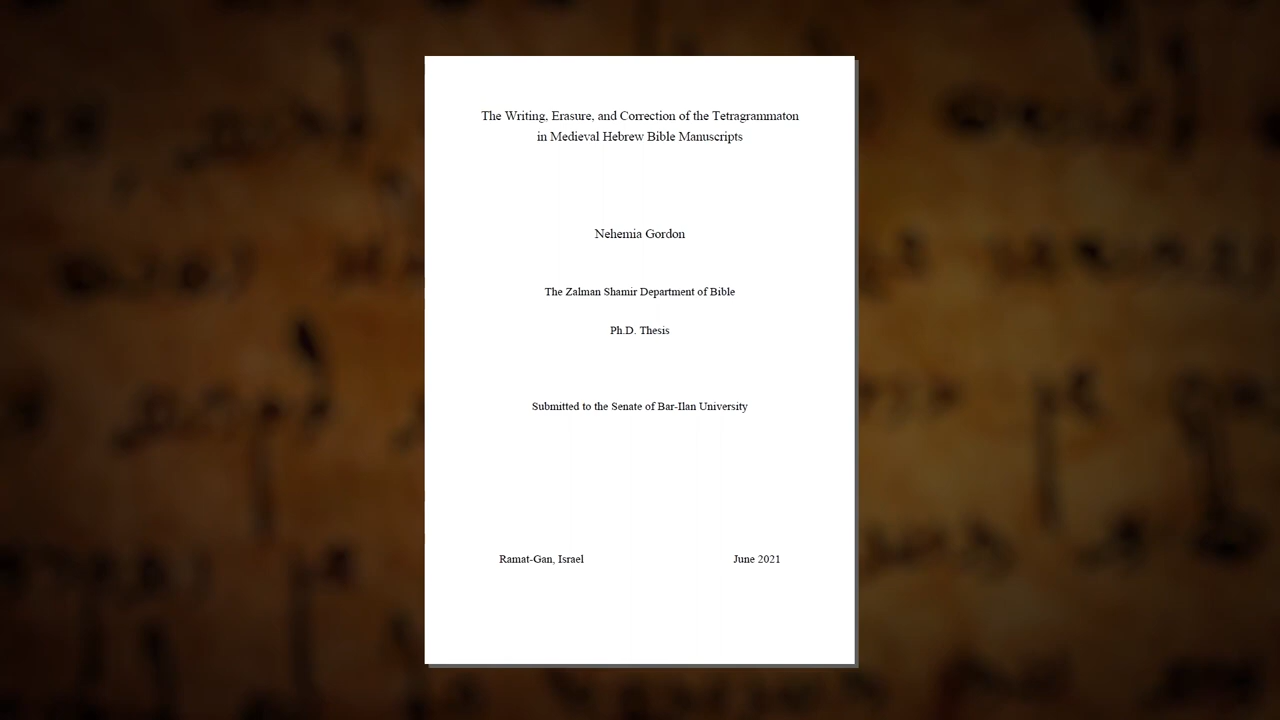 The Writing, Erasure, and Correction of the Tetragrammaton
in Medieval Hebrew Bible Manuscripts
Nehemia Gordon
The Zalman Shamir Department of Bible
Ph.D. Thesis
Submitted to the Senate of Bar-Ilan University
Ramat-Gan, Israel June 2021